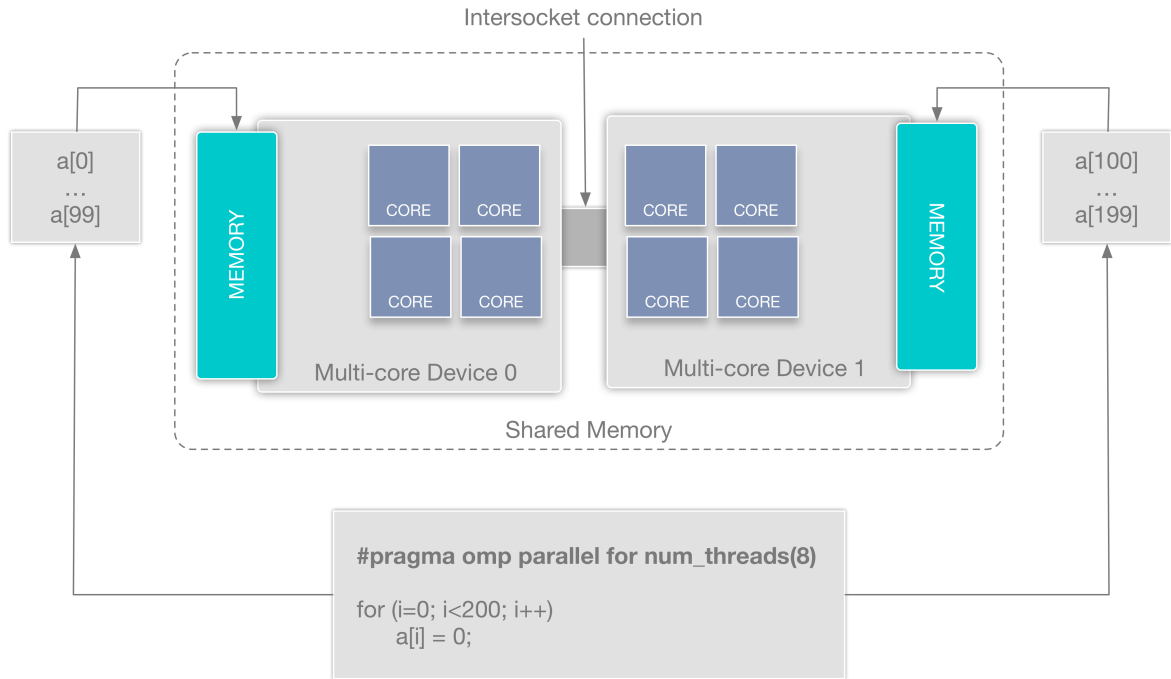 Intersocket connection
a[0]
...
a[99]
MEMORY
CORE
CORE
CORE
CORE
Multi-core Device 0
CORE
CORE
CORE
CORE
Multi-core Device 1
MEMORY
a[100]
...
a[199]
Shared Memory
#pragma omp parallel for num_threads(8)
for (i=0; i<200; i++)
a[i] = 0;